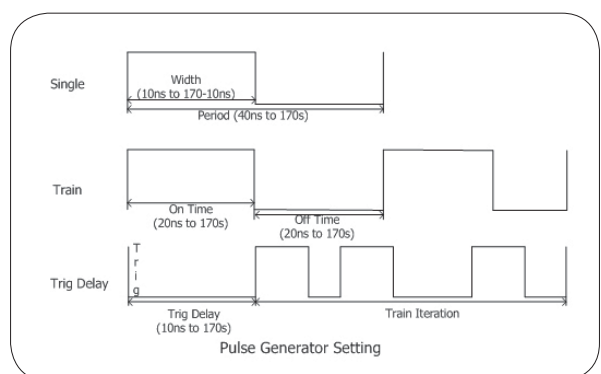 Single
Width
(10ns to 170-10ns)
Period (40ns to 170s)
Train
On Time
(20ns to 170s)
Off Time
(20ns to 170s)
Trig
Trig Delay
Trig Delay
(10ns to 170s)
Train Iteration
Pulse Generator Setting